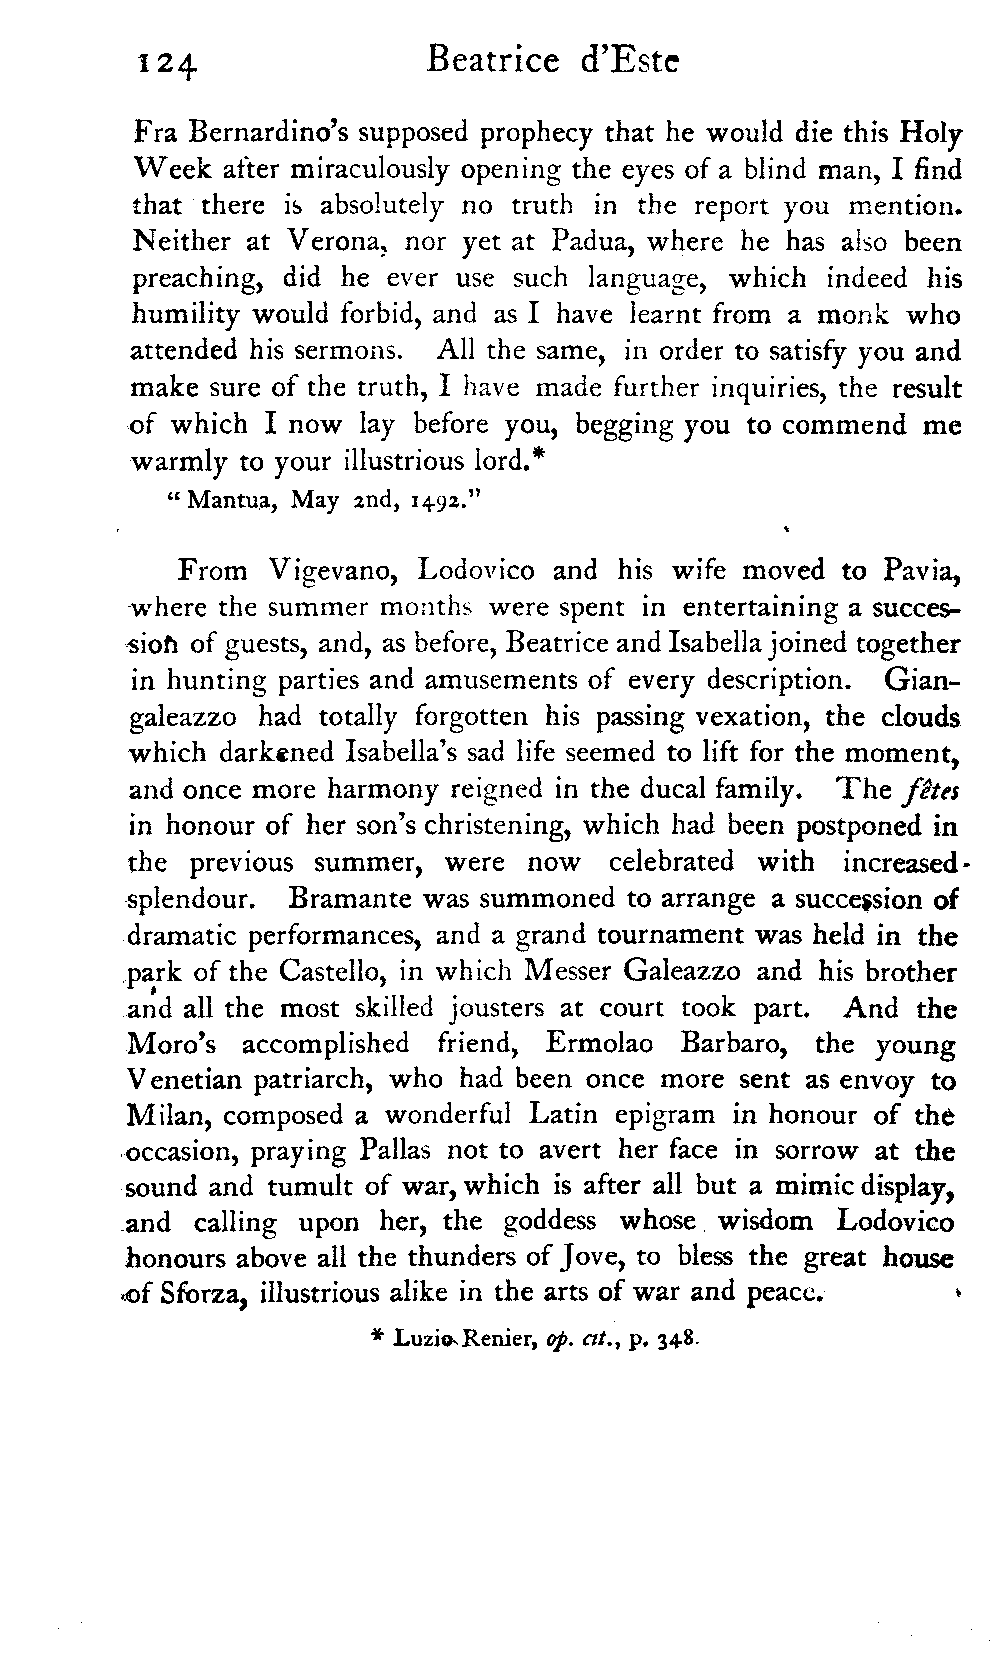 124 Beatrice d'Este
Fra Bernardino's supposed prophecy that he would die this Holy
Week after miraculously opening the eyes of a blind man, I find
that there is absolutely no truth in the report you mention.
Neither at Verona, nor yet at Padua, where he has also been
preaching, did he ever use such language, which indeed his
humility would forbid, and as I have learnt from a monk who
attended his sermons. All the same, in order to satisfy you and
make sure of the truth, I have made further inquiries, the result
of which I now lay before you, begging you to commend me
warmly to your illustrious lord.*
"Mantua, May 2nd, 1492."
From Vigevano, Lodovico and his wife moved to Pavia,
where the summer months were spent in entertaining a succes-
sion of guests, and, as before, Beatrice and Isabella joined together
in hunting parties and amusements of every description. Gian-
galeazzo had totally forgotten his passing vexation, the clouds
which darkened Isabella's sad life seemed to lift for the moment,
and once more harmony reigned in the ducal family. The fêtes
in honour of her son's christening, which had been postponed in
the previous summer, were now celebrated with increased
splendour. Bramante was summoned to arrange a succession of
dramatic performances, and a grand tournament was held in the
park of the Castello, in which Messer Galeazzo and his brother
and all the most skilled jousters at court took part. And the
Moro's accomplished friend, Ermolao Barbaro, the young
Venetian patriarch, who had been once more sent as envoy to
Milan, composed a wonderful Latin epigram in honour of the
occasion, praying Pallas not to avert her face in sorrow at the
sound and tumult of war, which is after all but a mimic display,
and calling upon her, the goddess whose wisdom Lodovico
honours above all the thunders of Jove, to bless the great house
of Sforza, illustrious alike in the arts of war and peace.
* Luzio-Renier, op. cit., p. 348.